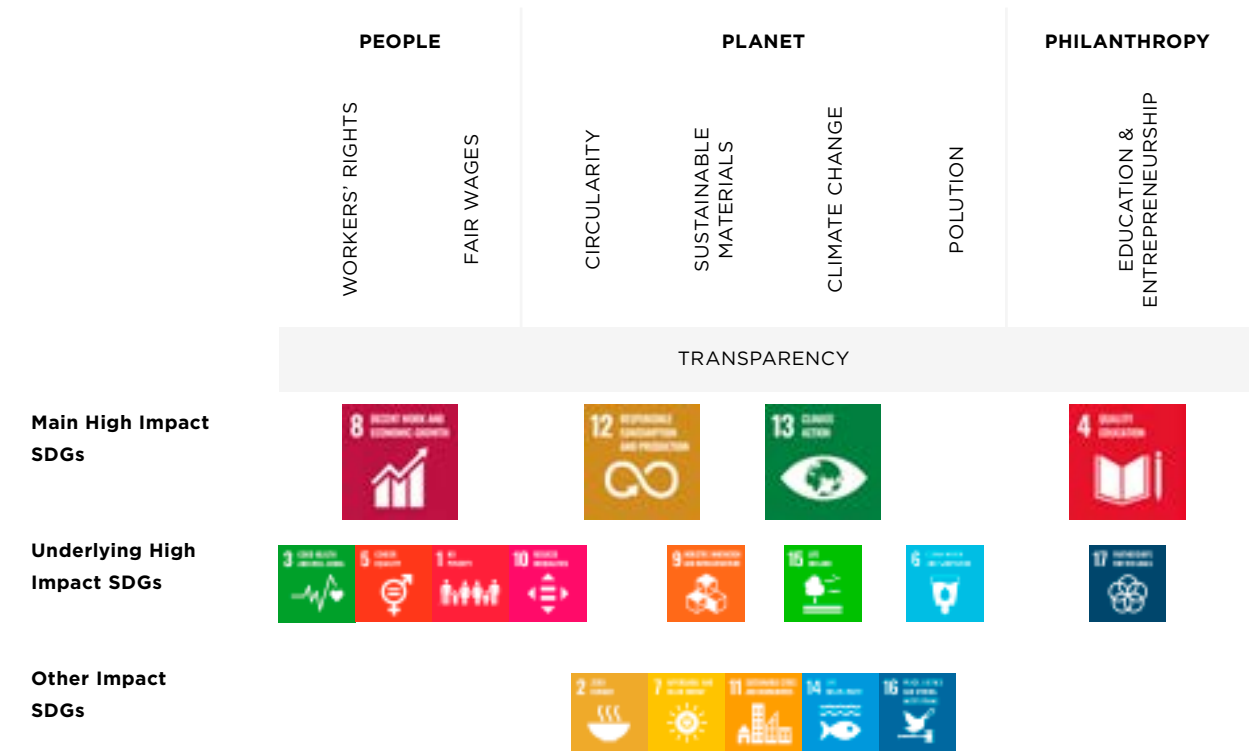 PEOPLE
PLANET
PHILANTHROPY
WORKERS’ RIGHTS
FAIR WAGES
CIRCULARITY
SUSTAINABLE
MATERIALS
CLIMATE CHANGE
POLUTION
EDUCATION &
ENTREPRENEURSHIP
TRANSPARENCY
Main High Impact
SDGs
8 DECENT WORK AND
ECONOMIC GROWTH
12 RESPONSIBLE
CONSUMPTION
AND PRODUCTION
13 CLIMATE
ACTION
4 QUALITY
EDUCATION
Underlying High
Impact SDGs
3
5
1
10
9
15
6
17
Other Impact
SDGs
2
7
11
14
16